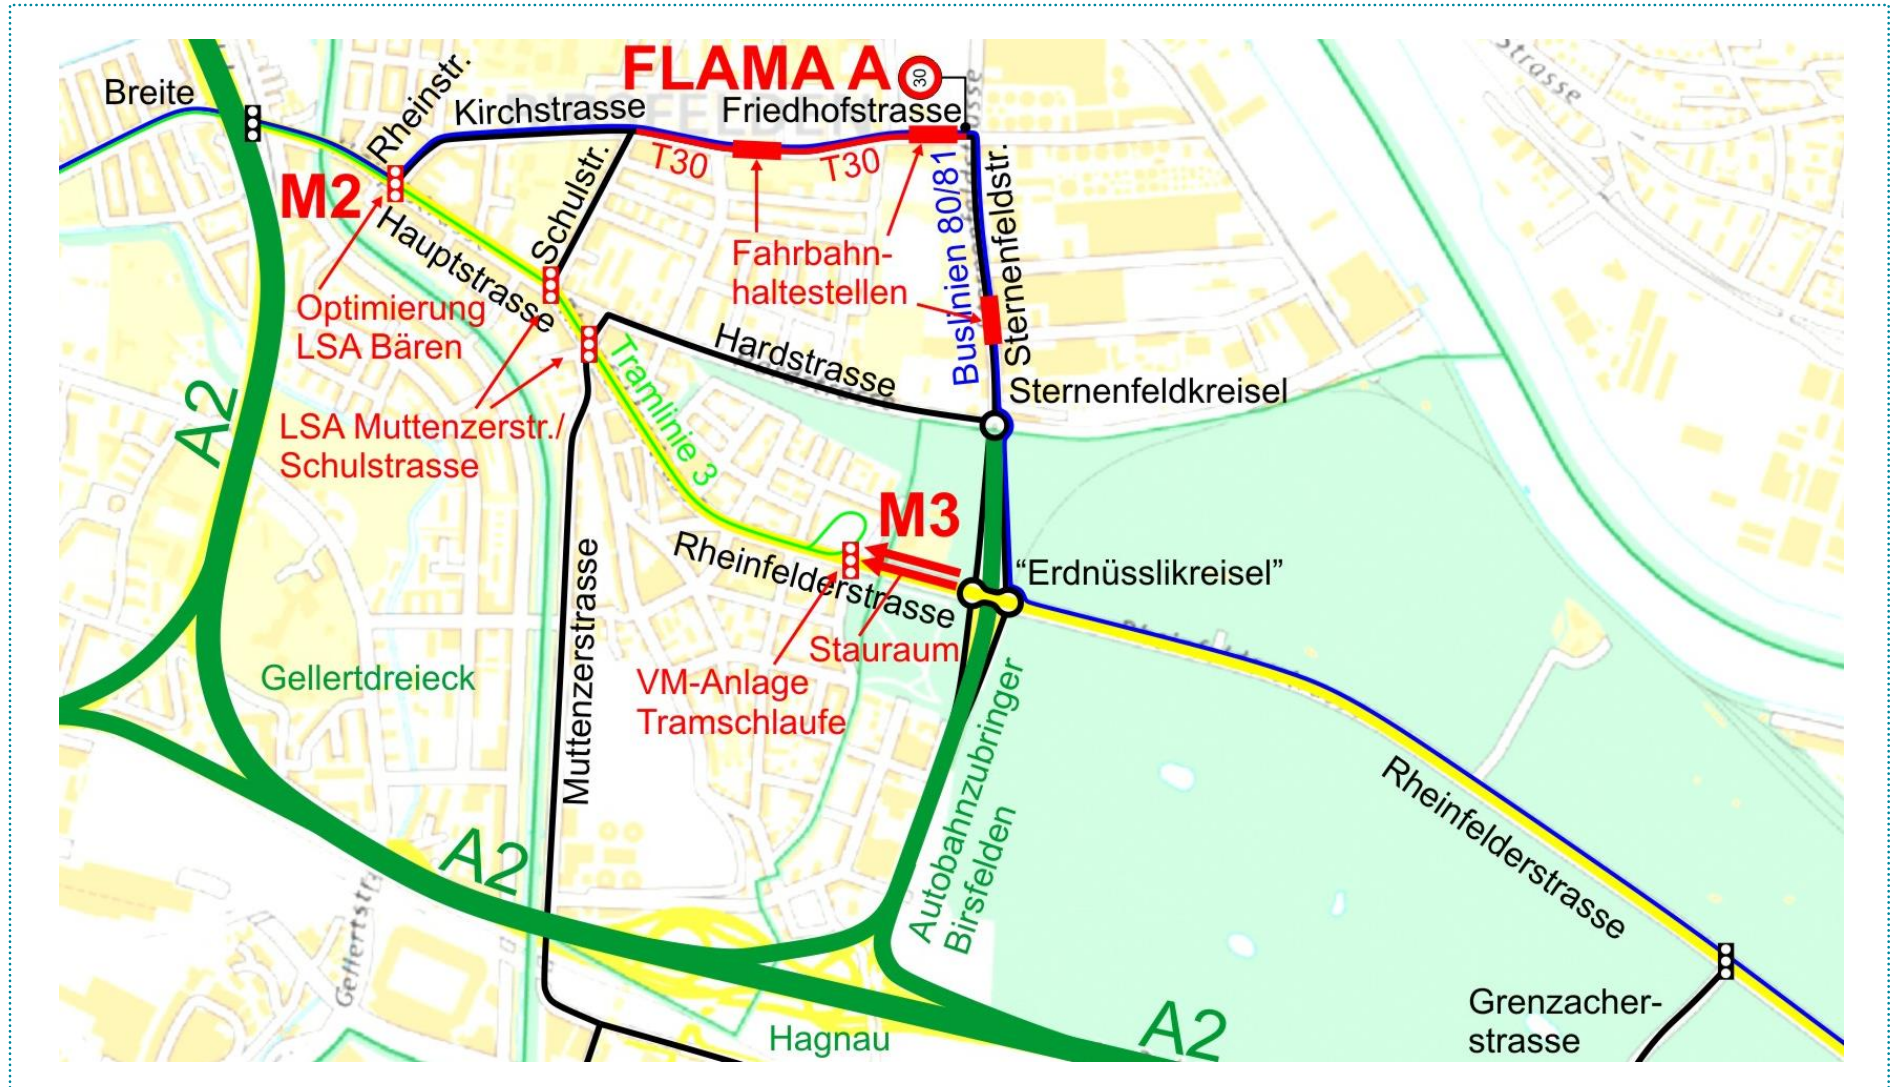 FLAMA A
30
Breite
Rheinstr.
Kirchstrasse
Friedhofstrasse
Strasse
T30
T30
M2
Schulstr.
Hauptstrasse
Buslinien 80/81
Sternenfeldstr.
Fahrbahn-
haltestellen
Optimierung
LSA Bären
Hardstrasse
Sternenfeldkreisel
Tramlinie 3
A2
LSA Muttenzerstr./
Schulstrasse
M3
Rheinfelderstrasse
"Erdnüsslikreisel"
Muttenzerstrasse
Stauraum
Gellertdreieck
VM-Anlage
Tramschlaufe
Autobahnzubringer
Birsfelden
Rheinfelderstrasse
A2
Gellertstr
Hagnau
A2
Grenzacher-
strasse